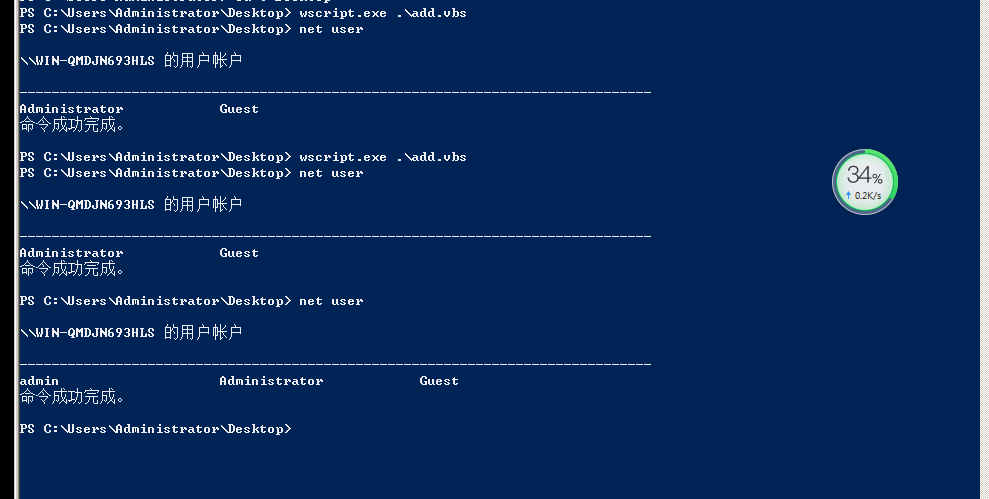 PS C:\Users\Administrator\Desktop> wscript.exe .\add.vbs
PS C:\Users\Administrator\Desktop> net user
\\WIN-QMDJN693HLS 的用户帐户
-------------------------------------------------------------------------------
Administrator Guest
命令成功完成。
PS C:\Users\Administrator\Desktop> wscript.exe .\add.vbs
PS C:\Users\Administrator\Desktop> net user
\\WIN-QMDJN693HLS 的用户帐户
-------------------------------------------------------------------------------
Administrator Guest
命令成功完成。
PS C:\Users\Administrator\Desktop> net user
\\WIN-QMDJN693HLS 的用户帐户
-------------------------------------------------------------------------------
admin Administrator Guest
命令成功完成。
PS C:\Users\Administrator\Desktop>
34%
↑ 0.2K/s